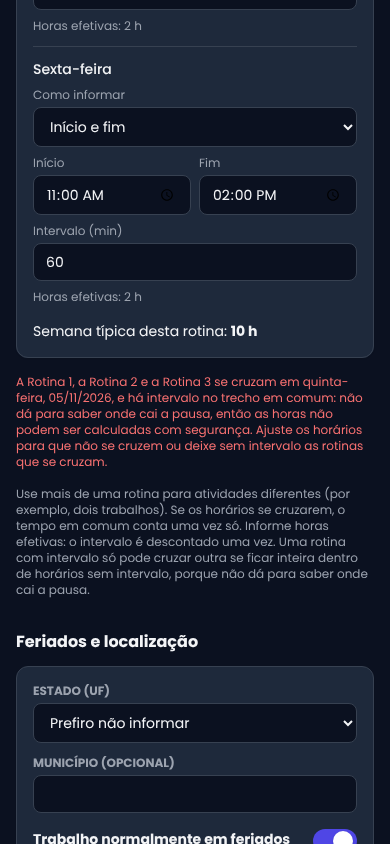 Horas efetivas: 2 h
Sexta-feira
Como informar
Início e fim
Início
Fim
11:00 AM
02:00 PM
Intervalo (min)
60
Horas efetivas: 2 h
Semana típica desta rotina: 10 h
A Rotina 1, a Rotina 2 e a Rotina 3 se cruzam em quinta-
feira, 05/11/2026, e há intervalo no trecho em comum: não
dá para saber onde cai a pausa, então as horas não
podem ser calculadas com segurança. Ajuste os horários
para que não se cruzem ou deixe sem intervalo as rotinas
que se cruzam.
Use mais de uma rotina para atividades diferentes (por
exemplo, dois trabalhos). Se os horários se cruzarem, o
tempo em comum conta uma vez só. Informe horas
efetivas: o intervalo é descontado uma vez. Uma rotina
com intervalo só pode cruzar outra se ficar inteira dentro
de horários sem intervalo, porque não dá para saber onde
cai a pausa.
Feriados e localização
ESTADO (UF)
Prefiro não informar
MUNICÍPIO (OPCIONAL)
Trabalho normalmente em feriados